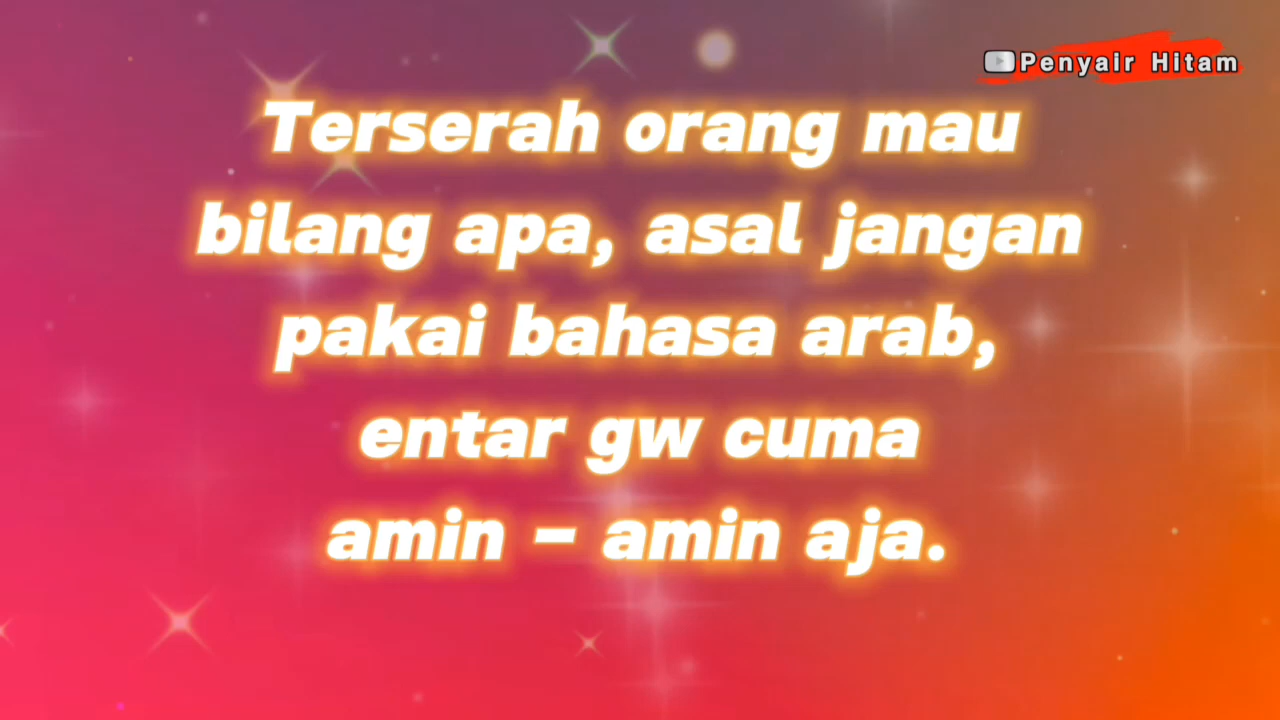 Penyair Hitam
Terserah orang mau
bilang apa, asal jangan
pakai bahasa arab,
entar gw cuma
amin - amin aja.